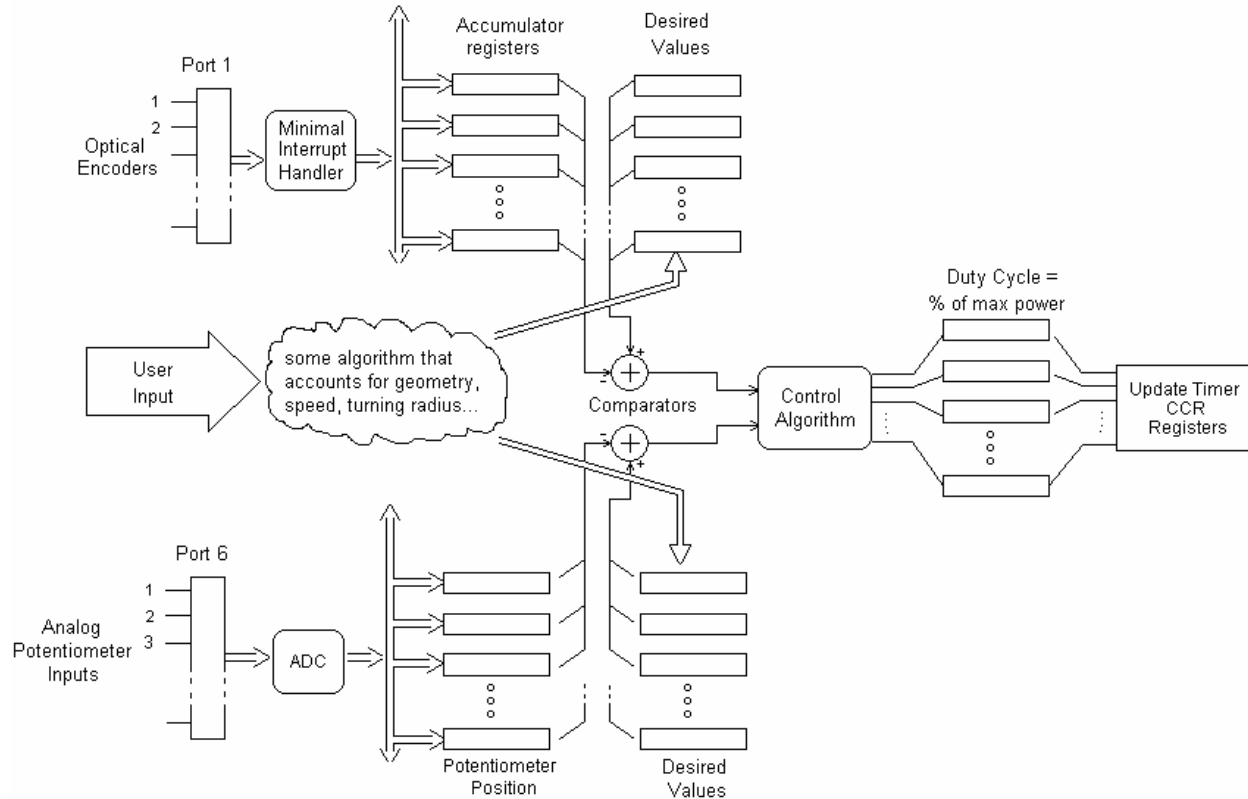 Accumulator
registers
Desired
Values
Port 1
1
2
Optical
Encoders
Minimal
Interrupt
Handler
User
Input
some algorithm that
accounts for geometry,
speed, turning radius...
+
-
Comparators
-
+
Control
Algorithm
Duty Cycle =
% of max power
Update Timer
CCR
Registers
Port 6
1
2
3
Analog
Potentiometer
Inputs
ADC
Potentiometer
Position
Desired
Values